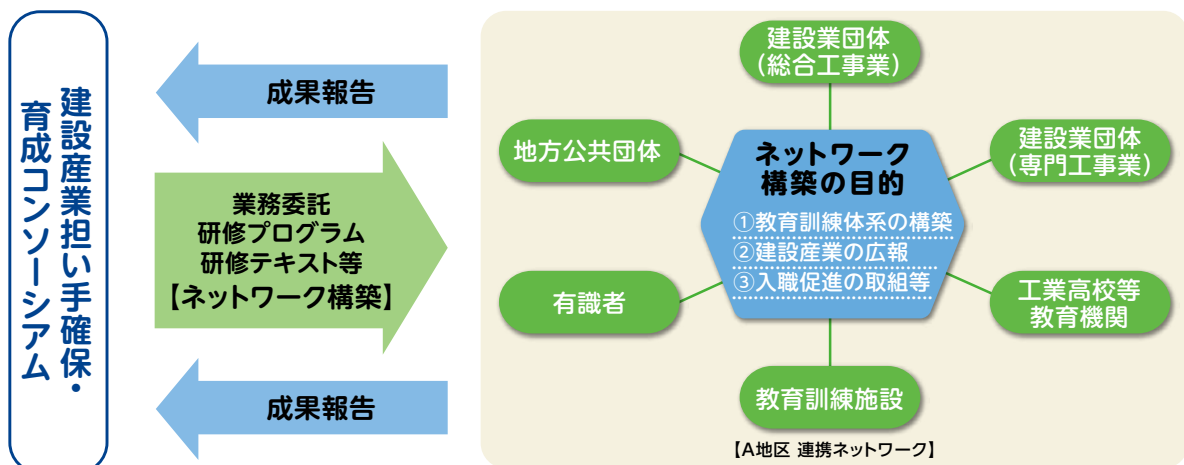 建設産業担い手確保・
育成コンソーシアム
成果報告
業務委託
研修プログラム
研修テキスト等
【ネットワーク構築】
成果報告
建設業団体
(総合工事業)
地方公共団体
建設業団体
(専門工事業)
ネットワーク
構築の目的
①教育訓練体系の構築
②建設産業の広報
③入職促進の取組等
有識者
工業高校等
教育機関
教育訓練施設
【A地区 連携ネットワーク】